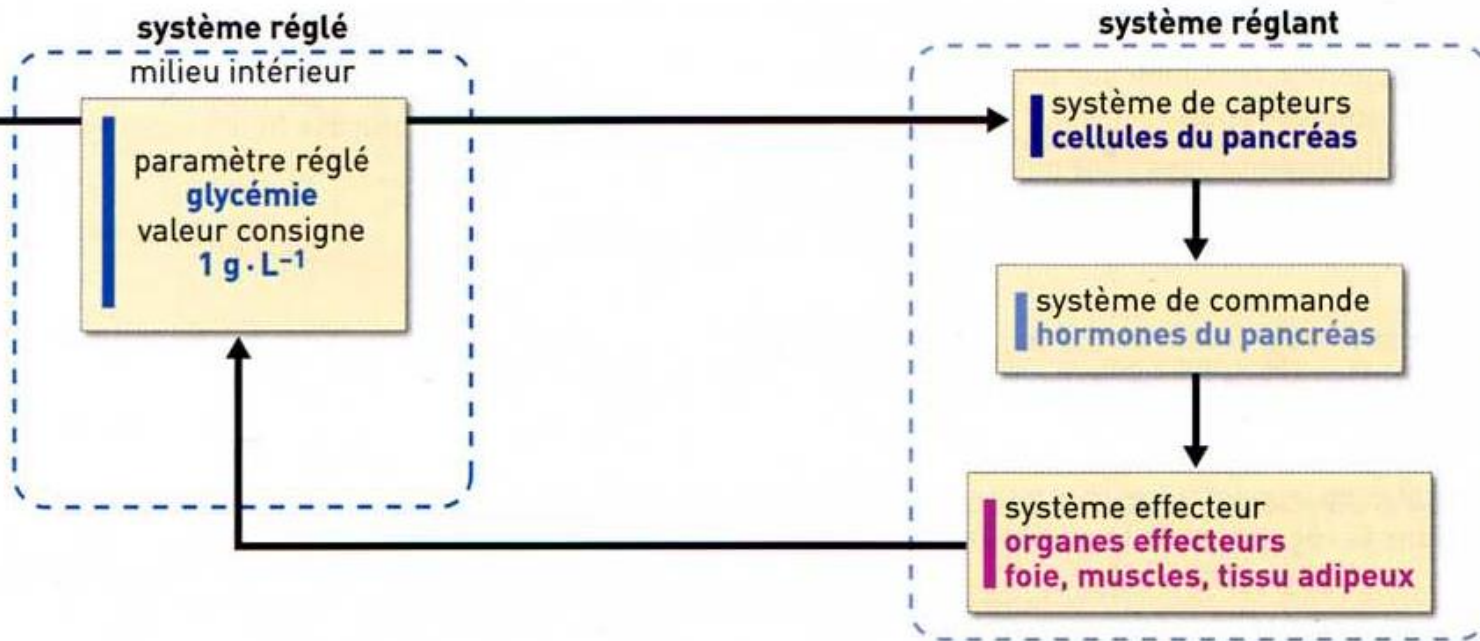 système réglé
milieu intérieur
paramètre réglé
glycémie
valeur consigne
1 g · L⁻¹
système réglant
système de capteurs
cellules du pancréas
système de commande
hormones du pancréas
système effecteur
organes effecteurs
foie, muscles, tissu adipeux